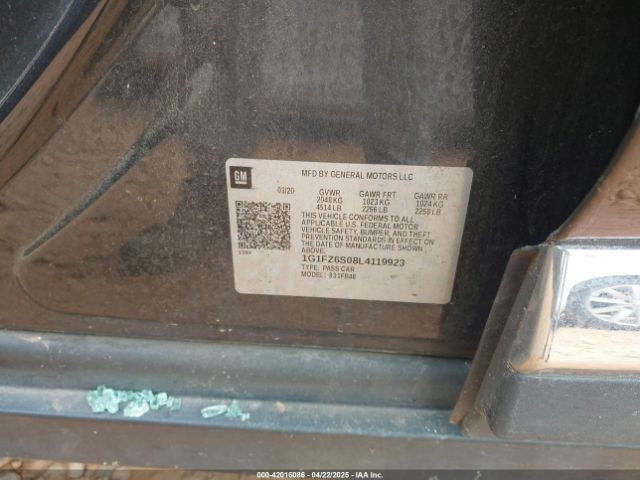 GM
MFD BY GENERAL MOTORS LLC
03/20 GVWR GAWR FRT GAWR RR
2048 KG 1023 KG 1024 KG
4514 LB 2256 LB 2258 LB
THIS VEHICLE CONFORMS TO ALL
APPLICABLE U.S. FEDERAL MOTOR
VEHICLE SAFETY, BUMPER, AND THEFT
PREVENTION STANDARDS IN EFFECT ON
THE DATE OF MANUFACTURE SHOWN
ABOVE.
1G1FZ6S08L4119923
TYPE: PASS CAR
MODEL: 831FB48
© - 42016086 - 04/22/2025 - IAA Inc.